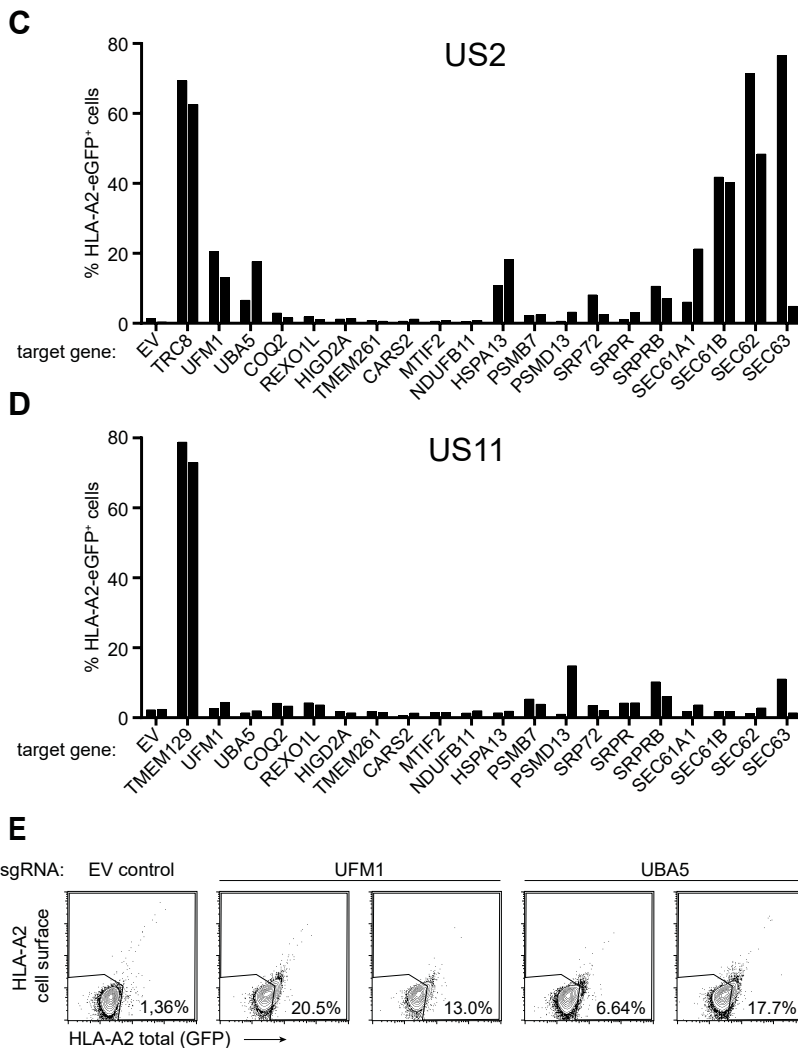 C
US2
80
60
40
20
0
% HLA-A2-eGFP+ cells
target gene:
EV
TRC8
UFM1
UBA5
COQ2
REXO1L
HIGD2A
TMEM261
CARS2
MTIF2
NDUFB11
HSPA13
PSMB7
PSMD13
SRP72
SRPR
SRPRB
SEC61A1
SEC61B
SEC62
SEC63
D
US11
80
60
40
20
0
% HLA-A2-eGFP+ cells
target gene:
EV
TMEM129
UFM1
UBA5
COQ2
REXO1L
HIGD2A
TMEM261
CARS2
MTIF2
NDUFB11
HSPA13
PSMB7
PSMD13
SRP72
SRPR
SRPRB
SEC61A1
SEC61B
SEC62
SEC63
E
sgRNA: EV control UFM1 UBA5
HLA-A2
cell surface
1,36% 20.5% 13.0% 6.64% 17.7%
HLA-A2 total (GFP)